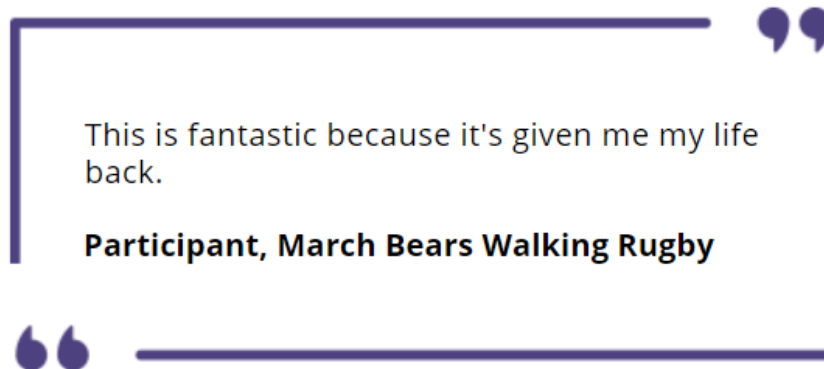 This is fantastic because it's given me my life
back.
Participant, March Bears Walking Rugby